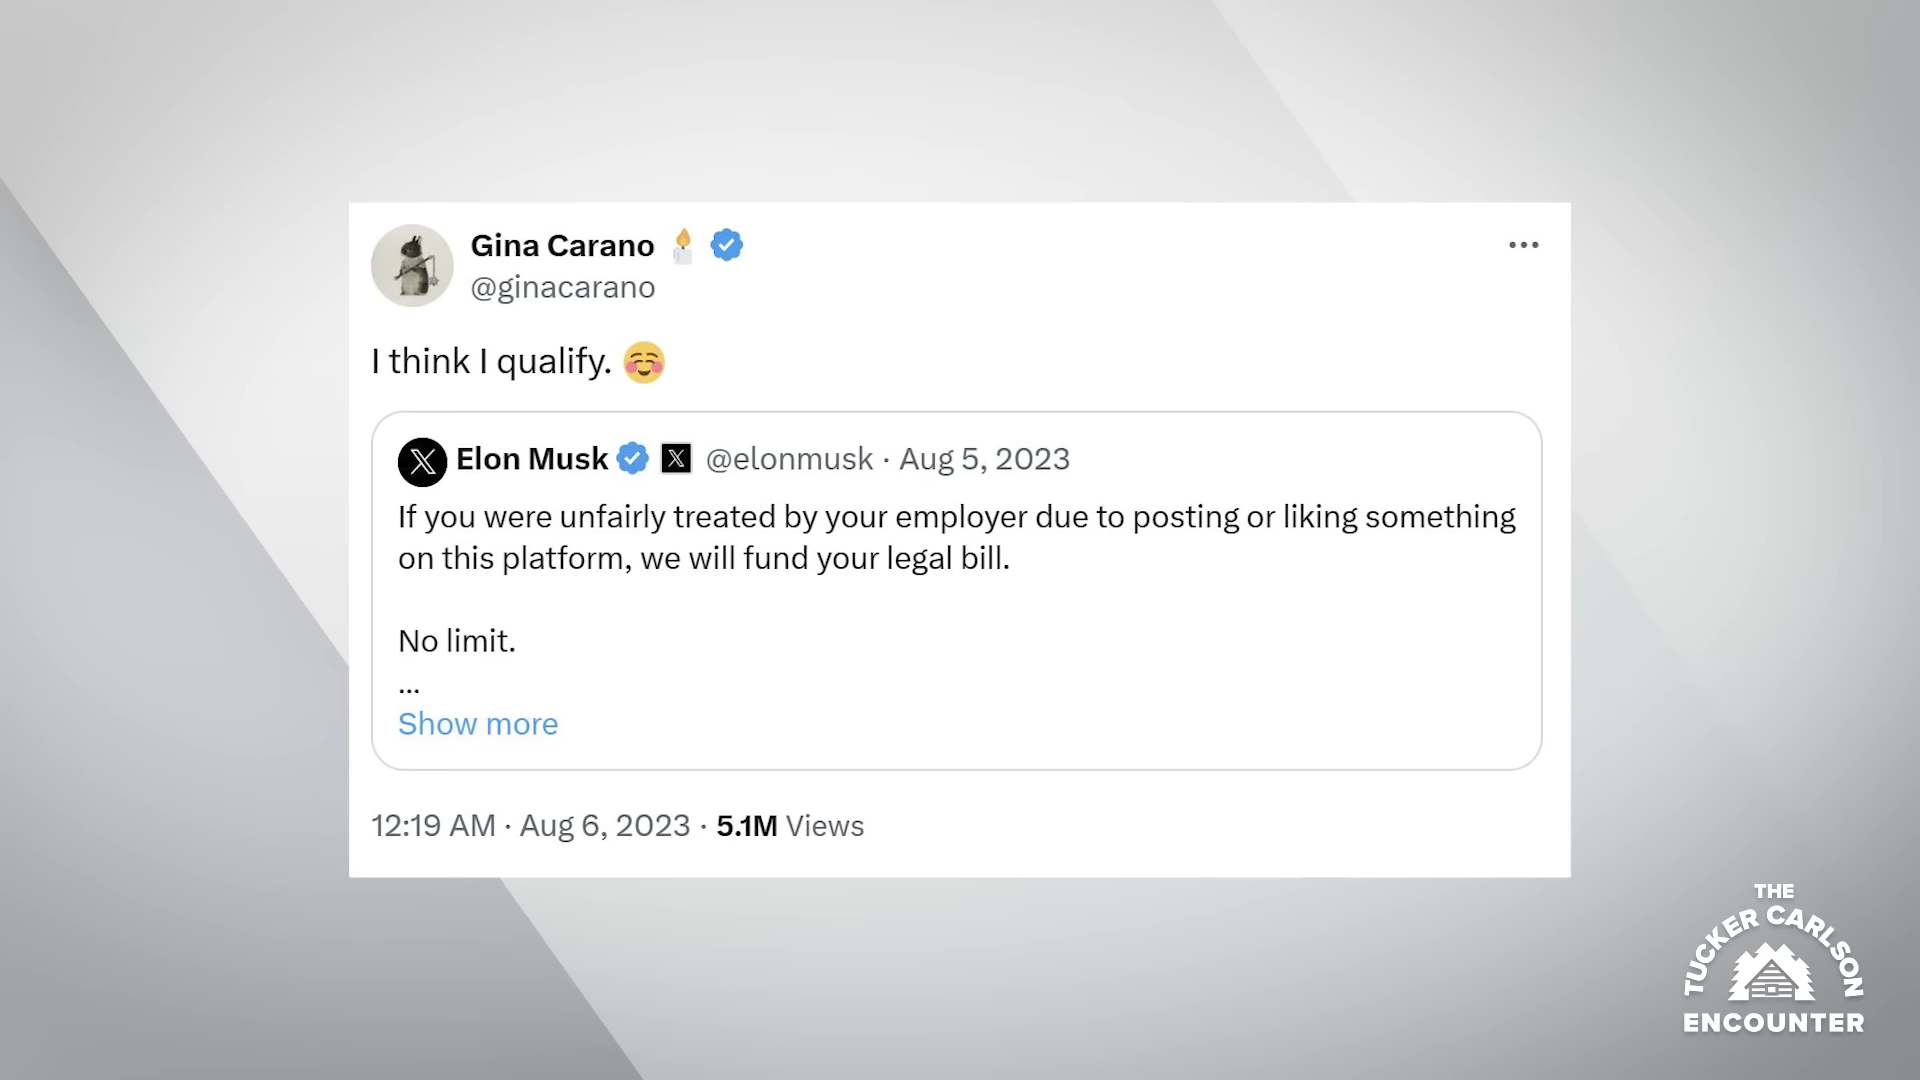 Gina Carano
@ginacarano
I think I qualify.
Elon Musk @elonmusk · Aug 5, 2023
If you were unfairly treated by your employer due to posting or liking something
on this platform, we will fund your legal bill.
No limit.
...
Show more
12:19 AM · Aug 6, 2023 · 5.1M Views
THE
TUCKER CARLSON
ENCOUNTER